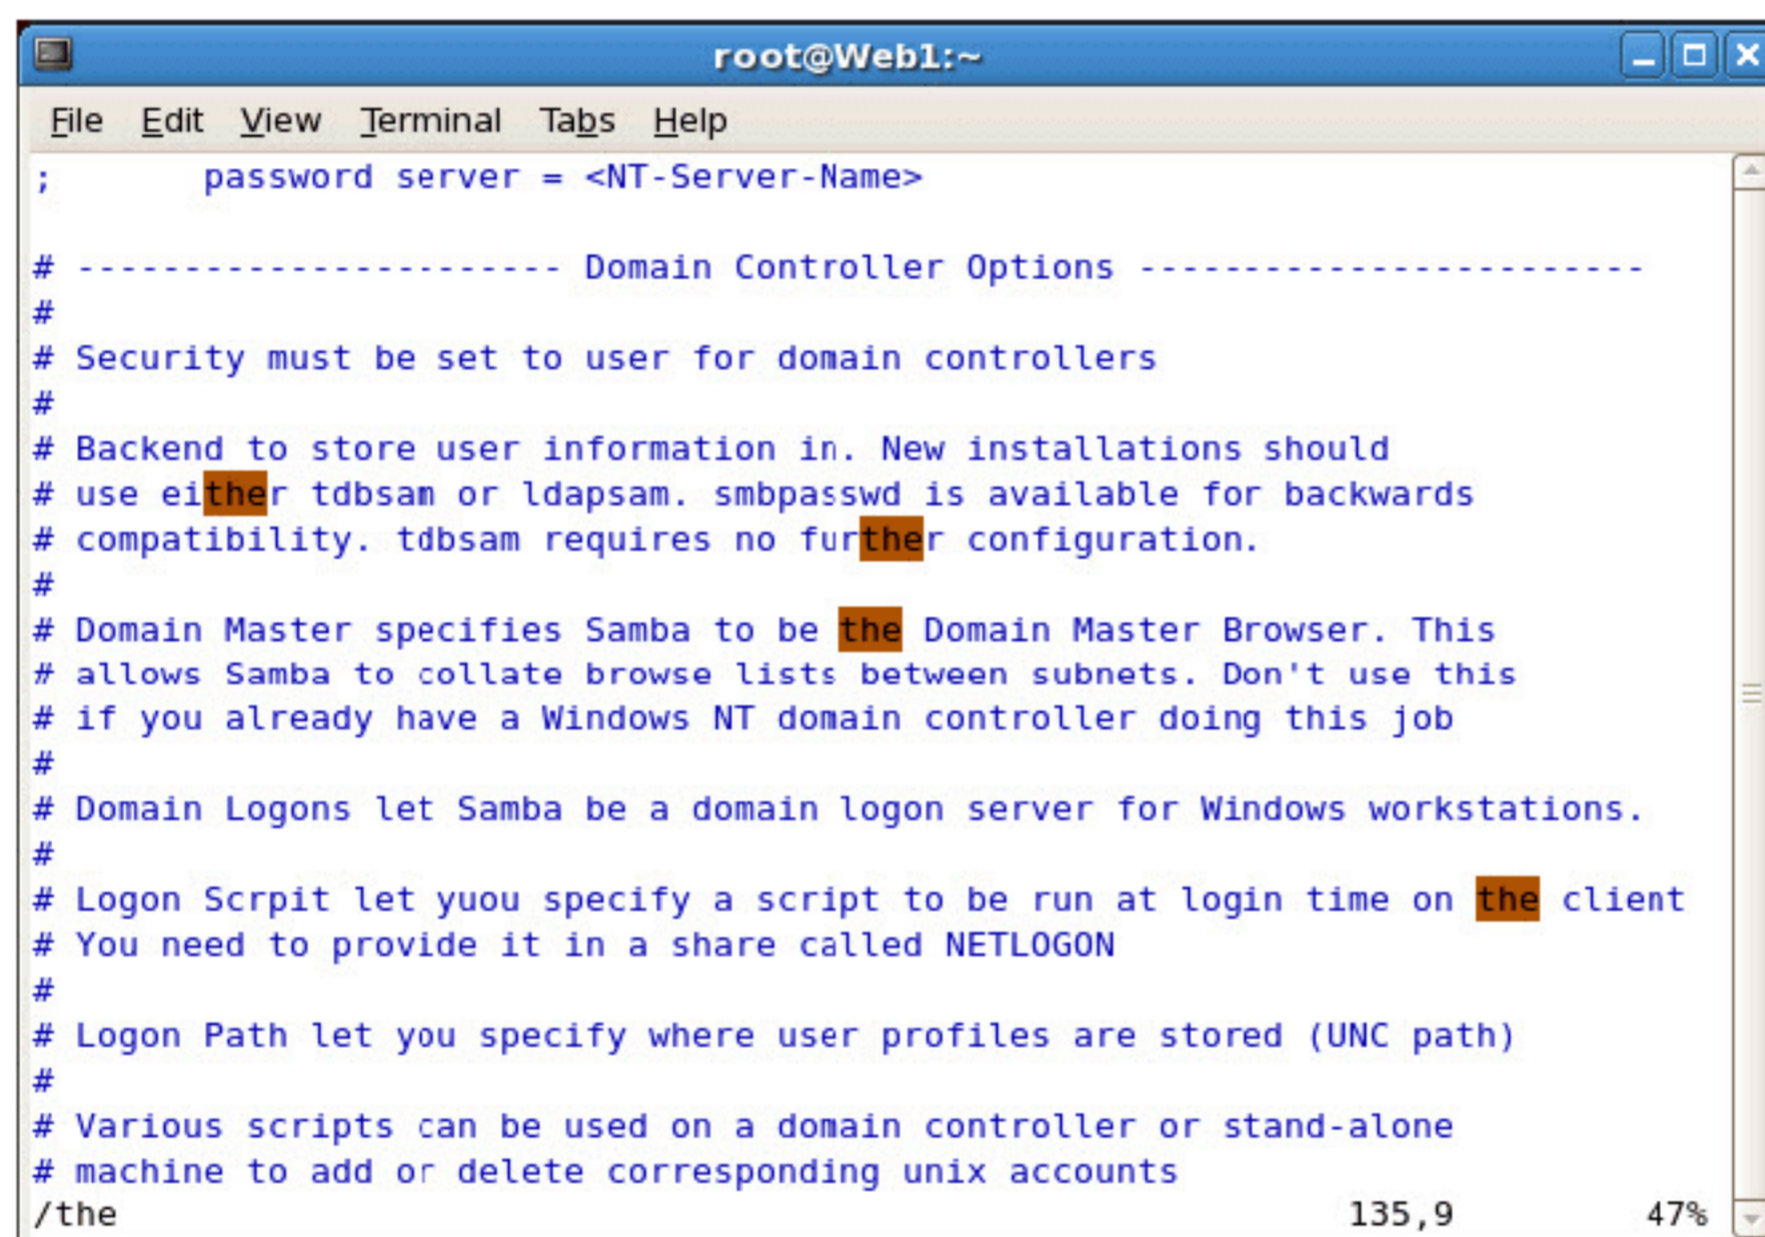 root@Web1:~
File Edit View Terminal Tabs Help
;       password server = <NT-Server-Name>
# ----------------------- Domain Controller Options ------------------------
#
# Security must be set to user for domain controllers
#
# Backend to store user information in. New installations should
# use either tdbsam or ldapsam. smbpasswd is available for backwards
# compatibility. tdbsam requires no further configuration.
#
# Domain Master specifies Samba to be the Domain Master Browser. This
# allows Samba to collate browse lists between subnets. Don't use this
# if you already have a Windows NT domain controller doing this job
#
# Domain Logons let Samba be a domain logon server for Windows workstations.
#
# Logon Scrpit let yuou specify a script to be run at login time on the client
# You need to provide it in a share called NETLOGON
#
# Logon Path let you specify where user profiles are stored (UNC path)
#
# Various scripts can be used on a domain controller or stand-alone
# machine to add or delete corresponding unix accounts
/the 135,9 47%